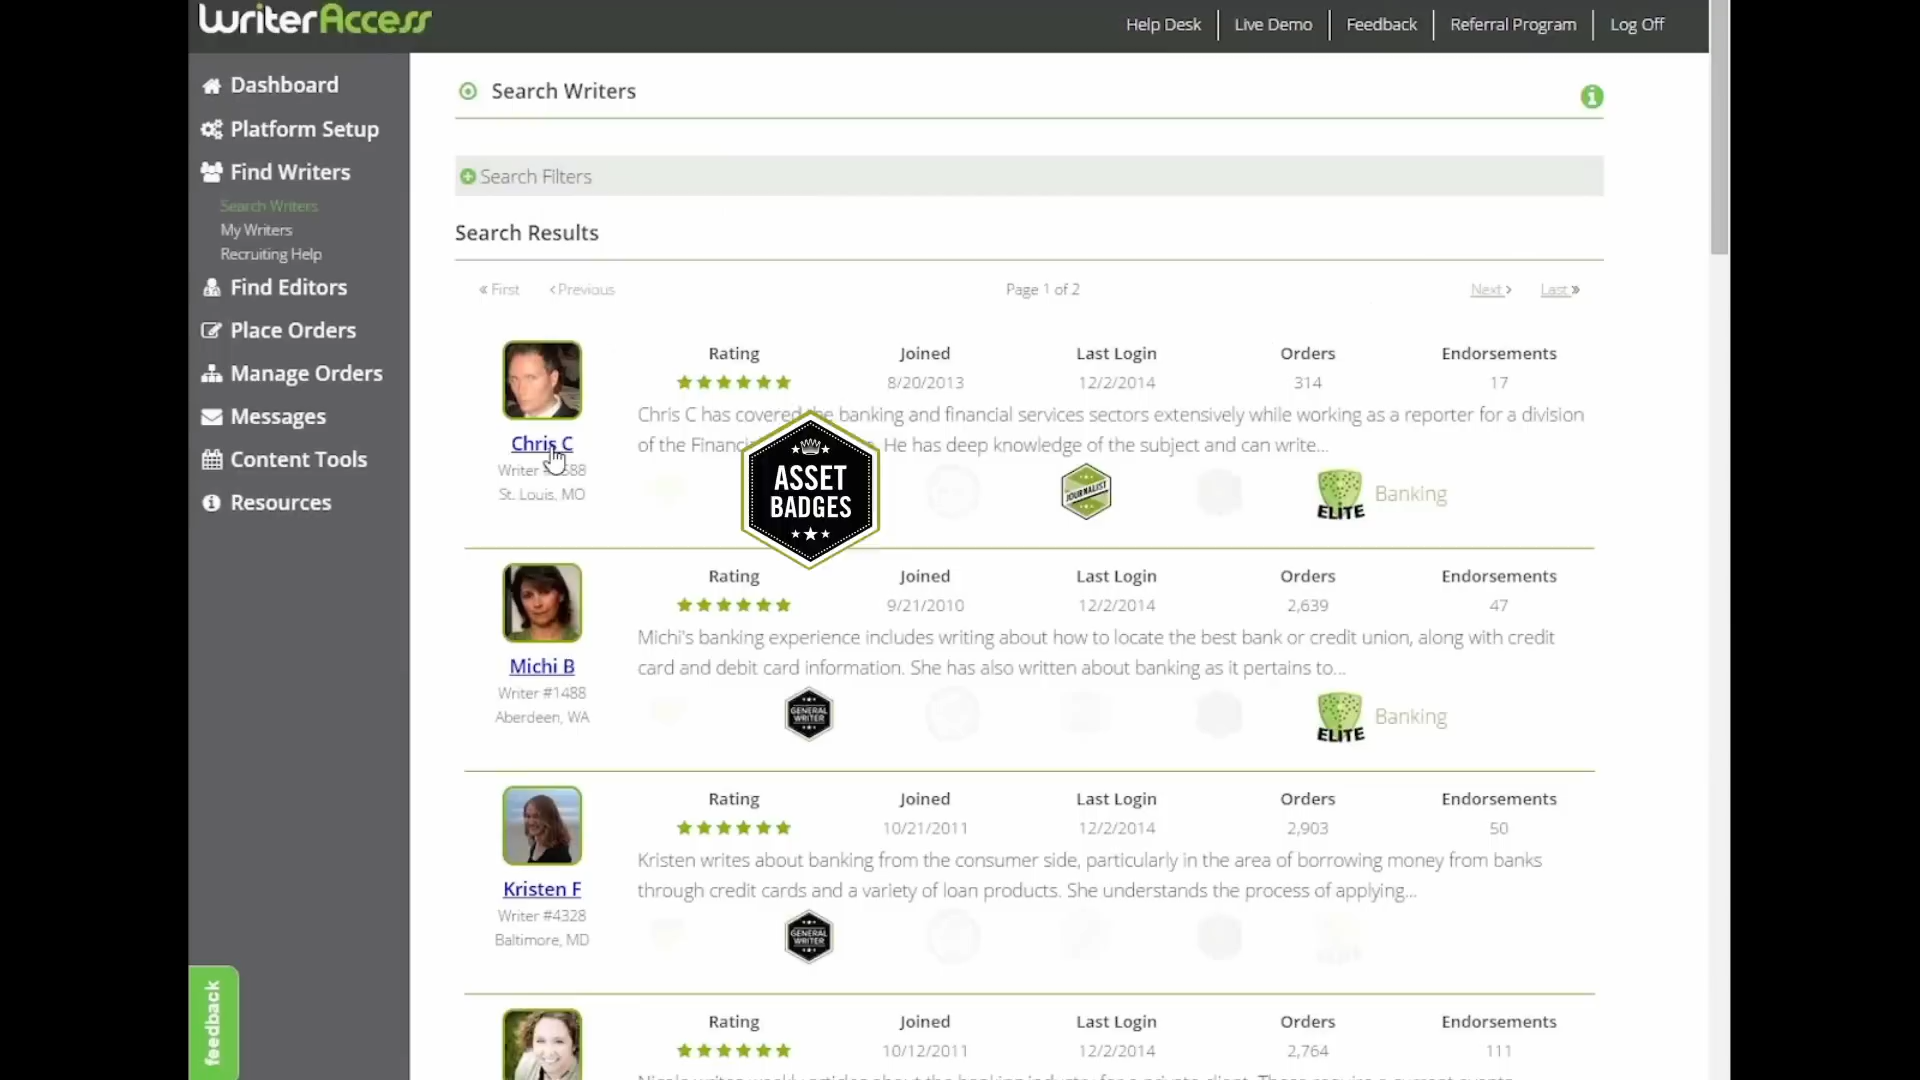 WriterAccess
Help Desk
Live Demo
Feedback
Referral Program
Log Off
Dashboard
Platform Setup
Find Writers
Search Writers
My Writers
Recruiting Help
Find Editors
Place Orders
Manage Orders
Messages
Content Tools
Resources
feedback
Search Writers
Search Filters
Search Results
« First
‹ Previous
Page 1 of 2
Next ›
Last »
Rating Joined Last Login Orders Endorsements
8/20/2013 12/2/2014 314 17
Chris C has covered the banking and financial services sectors extensively while working as a reporter for a division
of the He has deep knowledge of the subject and can write...
Chris C
Writer
St. Louis, MO
ASSET
BADGES
JOURNALIST
ELITE
Banking
Rating Joined Last Login Orders Endorsements
9/21/2010 12/2/2014 2,639 47
Michi's banking experience includes writing about how to locate the best bank or credit union, along with credit
card and debit card information. She has also written about banking as it pertains to...
Michi B
Writer #1488
Aberdeen, WA
GENERAL
WRITER
ELITE
Banking
Rating Joined Last Login Orders Endorsements
10/21/2011 12/2/2014 2,903 50
Kristen writes about banking from the consumer side, particularly in the area of borrowing money from banks
through credit cards and a variety of loan products. She understands the process of applying...
Kristen F
Writer #4328
Baltimore, MD
GENERAL
WRITER
Rating Joined Last Login Orders Endorsements
10/12/2011 12/2/2014 2,764 111